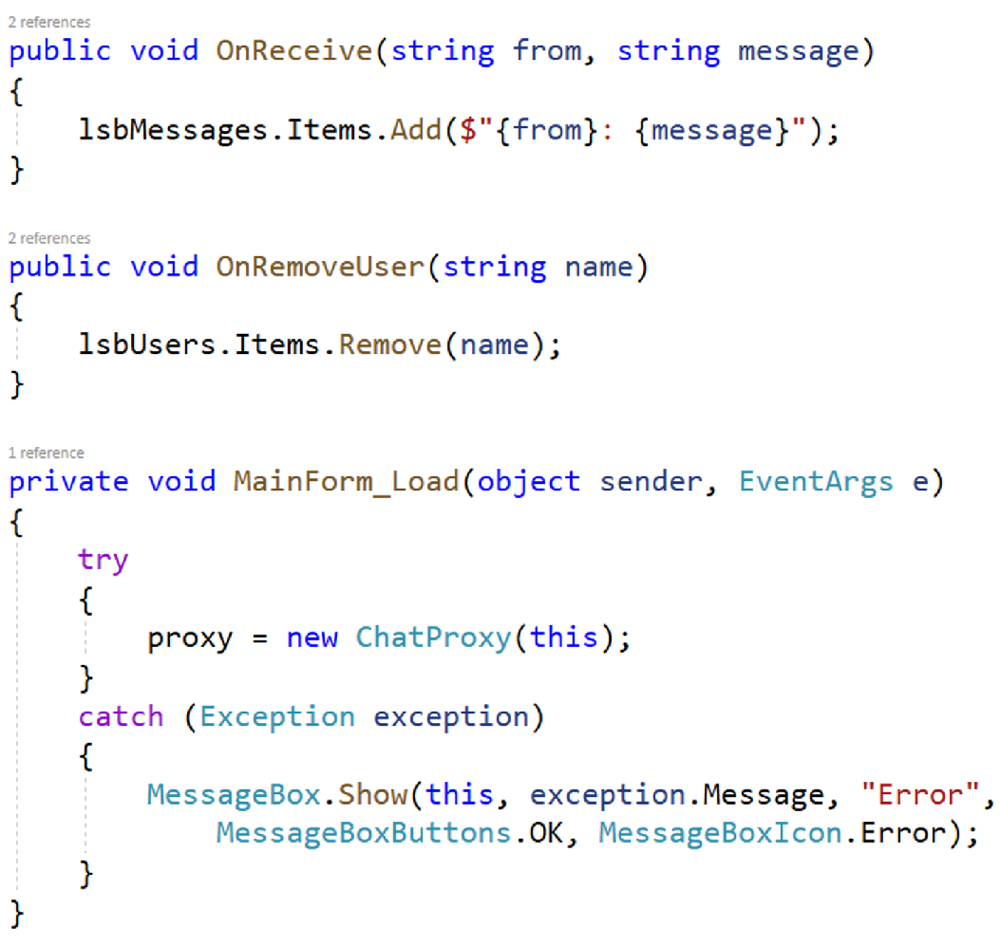 2 references
public void OnReceive(string from, string message)
{
    lsbMessages.Items.Add($"{from}: {message}");
}
2 references
public void OnRemoveUser(string name)
{
    lsbUsers.Items.Remove(name);
}
1 reference
private void MainForm_Load(object sender, EventArgs e)
{
    try
    {
        proxy = new ChatProxy(this);
    }
    catch (Exception exception)
    {
        MessageBox.Show(this, exception.Message, "Error",
            MessageBoxButtons.OK, MessageBoxIcon.Error);
    }
}